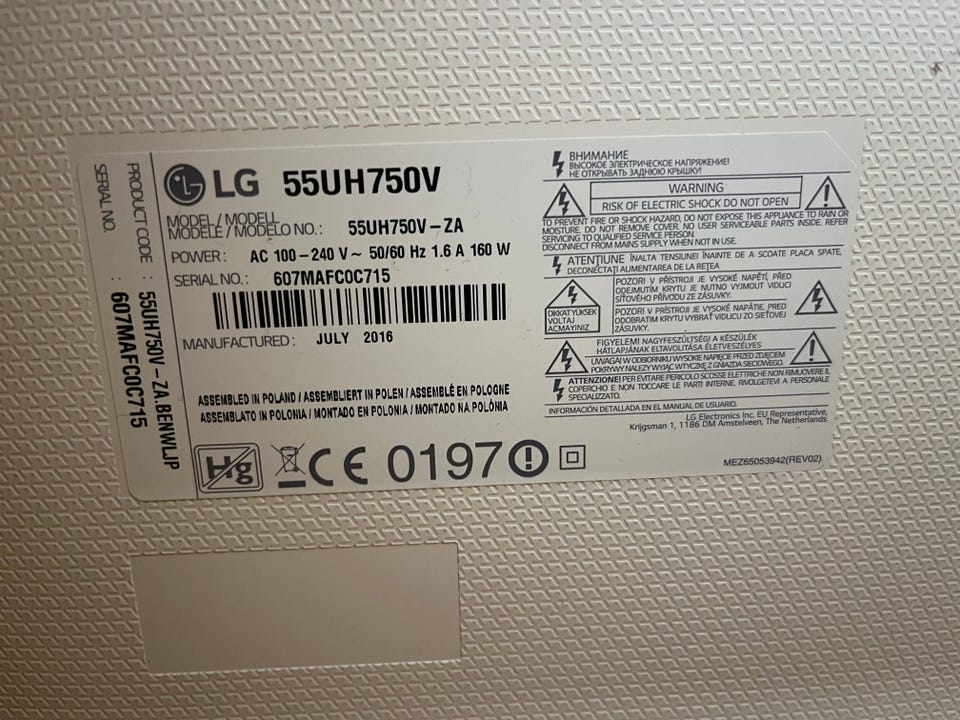 LG 55UH750V
MODEL / MODELL
MODÈLE / MODELO NO.: 55UH750V-ZA
POWER: AC 100-240 V~ 50/60 Hz 1.6 A 160 W
SERIAL NO.: 607MAFC0C715
MANUFACTURED: JULY 2016
ASSEMBLED IN POLAND / ASSEMBLIERT IN POLEN / ASSEMBLÉ EN POLOGNE
ASSEMBLATO IN POLONIA / MONTADO EN POLONIA / MONTADO NA POLÔNIA
Hg
CE 0197
PRODUCT CODE : 55UH750V-ZA.BENWLJP
SERIAL NO. : 607MAFC0C715
ВНИМАНИЕ
ВЫСОКОЕ ЭЛЕКТРИЧЕСКОЕ НАПРЯЖЕНИЕ!
НЕ ОТКРЫВАТЬ ЗАДНЮЮ КРЫШКУ!
WARNING
RISK OF ELECTRIC SHOCK DO NOT OPEN
TO PREVENT FIRE OR SHOCK HAZARD, DO NOT EXPOSE THIS APPLIANCE TO RAIN OR
MOISTURE. DO NOT REMOVE COVER. NO USER SERVICEABLE PARTS INSIDE. REFER
SERVICING TO QUALIFIED SERVICE PERSON.
DISCONNECT FROM MAINS SUPPLY WHEN NOT IN USE.
ATENŢIUNE ÎNALTA TENSIUNE! ÎNAINTE DE A SCOATE PLACA SPATE,
DECONECTAŢI ALIMENTAREA DE LA REŢEA
DIKKAT YÜKSEK
VOLTAJ
AÇMAYINIZ
POZOR! V PŘÍSTROJI JE VYSOKÉ NAPĚTÍ, PŘED
ODEJMUTÍM KRYTU JE NUTNO VYJMOUT VIDLICI
SÍŤOVÉHO PŘÍVODU ZE ZÁSUVKY.
POZOR! V PRÍSTROJI JE VYSOKÉ NAPÄTIE, PRED
ODOBRATÍM KRYTU VYBRAŤ VIDLICU ZO SIEŤOVEJ
ZÁSUVKY.
FIGYELEM! NAGYFESZÜLTSÉG! A KÉSZÜLÉK
HÁTLAPJÁNAK ELTÁVOLÍTÁSA ÉLETVESZÉLYES
UWAGA! W ODBIORNIKU WYSOKIE NAPIĘCIE PRZED ZDJĘCIEM
POKRYWY NALEŻY WYJĄĆ WTYCZKĘ Z GNIAZDA SIECIOWEGO.
ATTENZIONE! PER EVITARE PERICOLO SCOSSE ELETTRICHE NON RIMUOVERE IL
COPERCHIO E NON TOCCARE LE PARTI INTERNE. RIVOLGETEVI A PERSONALE
SPECIALIZZATO.
INFORMACIÓN DETALLADA EN EL MANUAL DE USUARIO.
LG Electronics Inc. EU Representative,
Krijgsman 1, 1186 DM Amstelveen, The Netherlands
MEZ65053942(REV02)